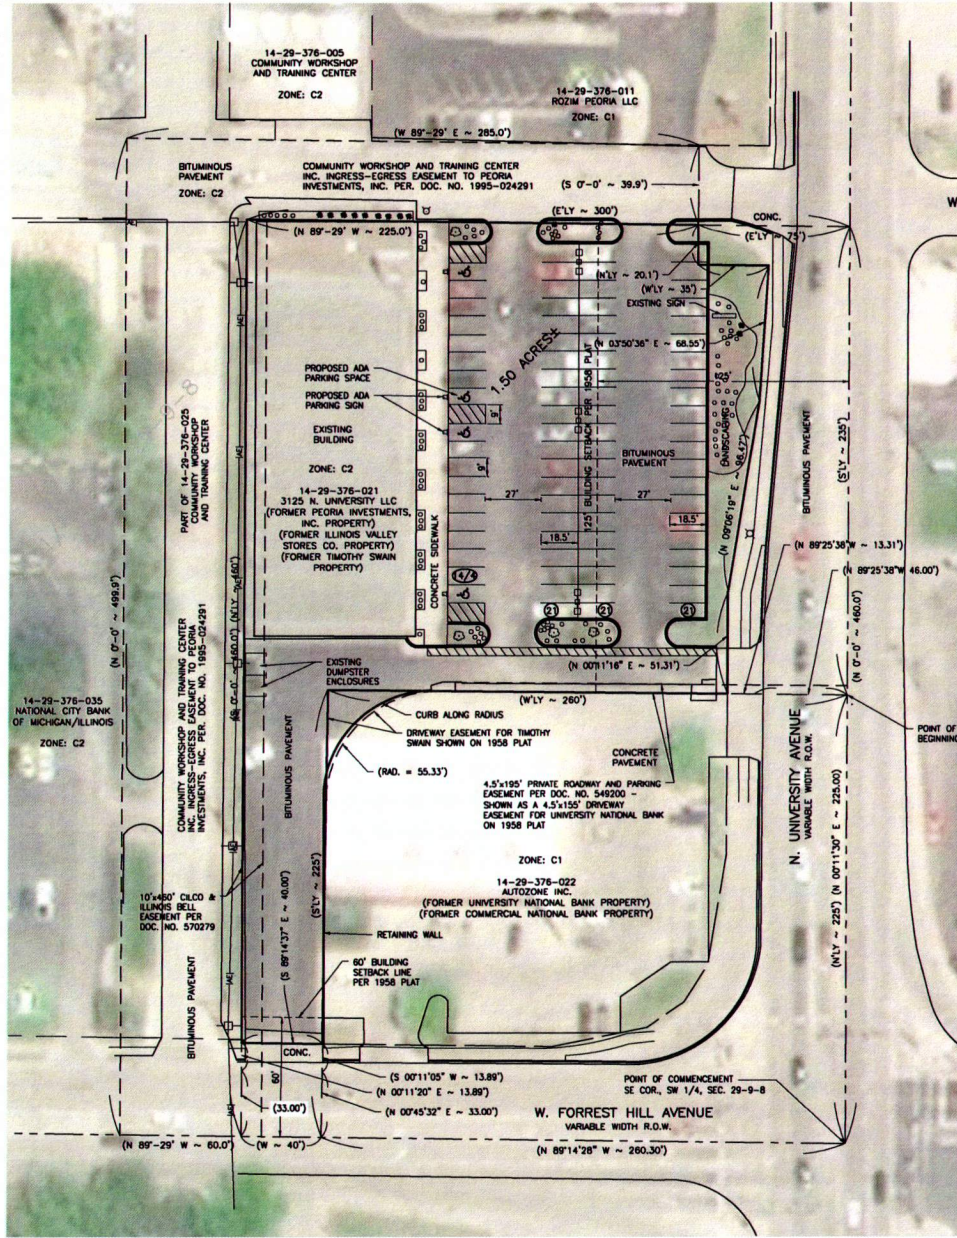 14-29-376-005
COMMUNITY WORKSHOP
AND TRAINING CENTER
ZONE: C2
14-29-376-011
ROZIM PEORIA LLC
ZONE: C1
(W 89°-29' E ~ 285.0')
BITUMINOUS
PAVEMENT
ZONE: C2
COMMUNITY WORKSHOP AND TRAINING CENTER
INC. INGRESS-EGRESS EASEMENT TO PEORIA
INVESTMENTS, INC. PER. DOC. NO. 1995-024291
(S 0°-0' ~ 39.9')
W
(E'LY ~ 300')
CONC.
(E'LY ~ 75')
(N 89°-29' W ~ 225.0')
(N'LY ~ 20.1')
(W'LY ~ 35')
EXISTING SIGN
(N 03°50'36" E ~ 68.55')
1.50 ACRES±
PROPOSED ADA
PARKING SPACE
PROPOSED ADA
PARKING SIGN
125'
9'
9'
EXISTING
BUILDING
ZONE: C2
14-29-376-021
3125 N. UNIVERSITY LLC
(FORMER PEORIA INVESTMENTS,
INC. PROPERTY)
(FORMER ILLINOIS VALLEY
STORES CO. PROPERTY)
(FORMER TIMOTHY SWAIN
PROPERTY)
PART OF 14-29-376-025
COMMUNITY WORKSHOP
AND TRAINING CENTER
125' BUILDING SETBACK PER 1958 PLAT
BITUMINOUS
PAVEMENT
LANDSCAPING
BITUMINOUS PAVEMENT
(S'LY ~ 235')
27'
27'
18.5'
18.5'
(N 09°06'19" E ~ 96.47')
(N 89°25'38" W ~ 13.31')
(N 89°25'38" W 46.00')
CONCRETE SIDEWALK
14/4
21
21
21
(N 0°-0' ~ 499.9')
(S 0°-0' ~ 460.0')
(N'LY ~ 460')
(N 0°-0' ~ 460.0')
COMMUNITY WORKSHOP AND TRAINING CENTER
INC. INGRESS-EGRESS EASEMENT TO PEORIA
INVESTMENTS, INC. PER. DOC. NO. 1995-024291
EXISTING
DUMPSTER
ENCLOSURES
(N 00°11'16" E ~ 51.31')
(W'LY ~ 260')
14-29-376-035
NATIONAL CITY BANK
OF MICHIGAN/ILLINOIS
ZONE: C2
CURB ALONG RADIUS
DRIVEWAY EASEMENT FOR TIMOTHY
SWAIN SHOWN ON 1958 PLAT
(RAD. = 55.33')
CONCRETE
PAVEMENT
POINT OF
BEGINNING
4.5'x195' PRIVATE ROADWAY AND PARKING
EASEMENT PER DOC. NO. 549200 -
SHOWN AS A 4.5'x155' DRIVEWAY
EASEMENT FOR UNIVERSITY NATIONAL BANK
ON 1958 PLAT
N. UNIVERSITY AVENUE
VARIABLE WIDTH R.O.W.
BITUMINOUS PAVEMENT
ZONE: C1
14-29-376-022
AUTOZONE INC.
(FORMER UNIVERSITY NATIONAL BANK PROPERTY)
(FORMER COMMERCIAL NATIONAL BANK PROPERTY)
10'x460' CILCO &
ILLINOIS BELL
EASEMENT PER
DOC. NO. 570279
(S 89°14'37" E ~ 40.00')
(S'LY ~ 225')
RETAINING WALL
60' BUILDING
SETBACK LINE
PER 1958 PLAT
(N'LY ~ 225') (N 00°11'30" E ~ 225.00)
BITUMINOUS PAVEMENT
CONC.
60'
(S 00°11'05" W ~ 13.89')
(N 00°11'20" E ~ 13.89')
(33.00')
(N 00°45'32" E ~ 33.00')
POINT OF COMMENCEMENT
SE COR., SW 1/4, SEC. 29-9-8
W. FORREST HILL AVENUE
VARIABLE WIDTH R.O.W.
(N 89°-29' W ~ 60.0')
(W ~ 40')
(N 89°14'28" W ~ 260.30')